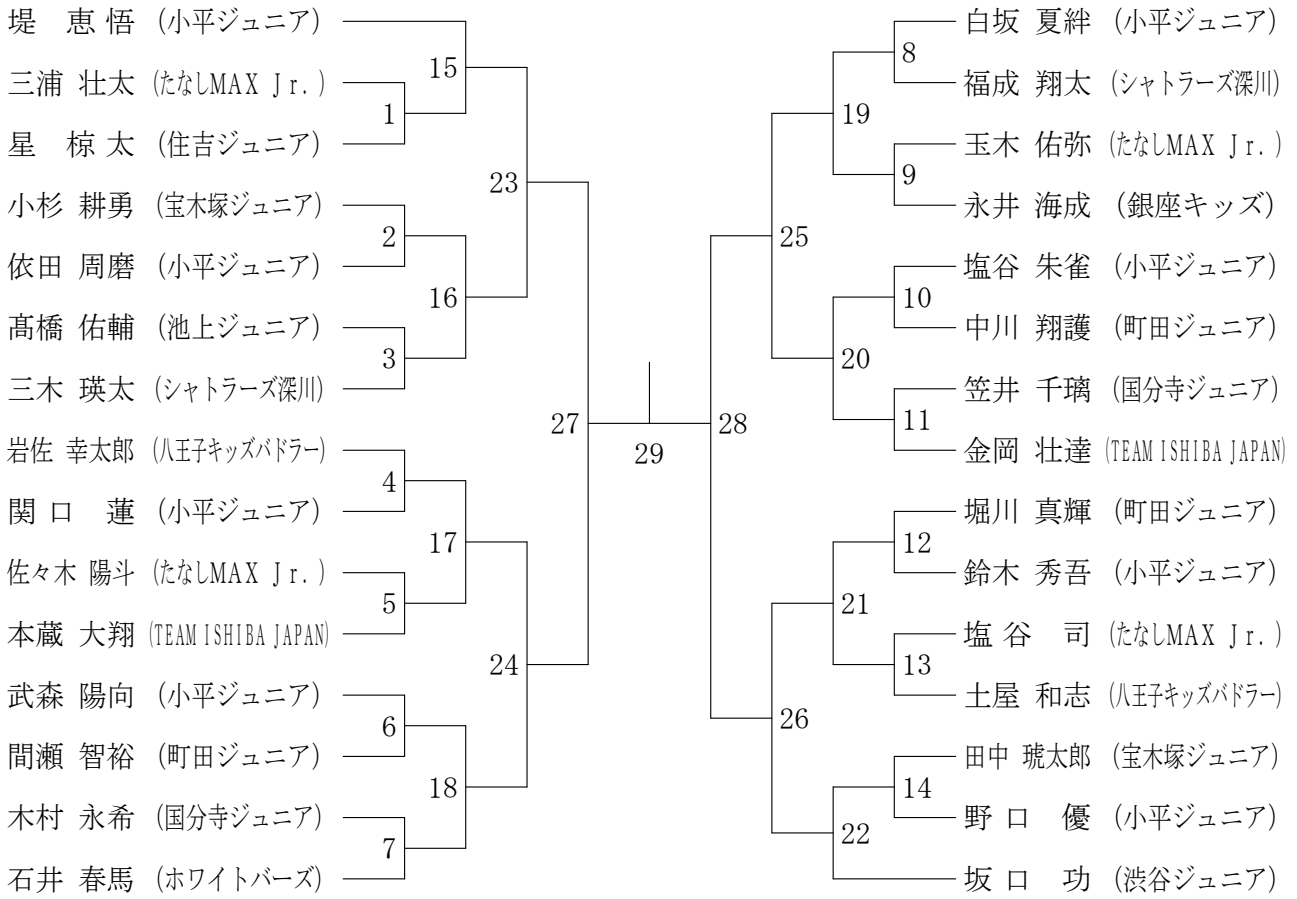 堤 恵悟 (小平ジュニア)
三浦 壮太 (たなしMAX Jr.)
星 椋太 (住吉ジュニア)
小杉 耕勇 (宝木塚ジュニア)
依田 周磨 (小平ジュニア)
髙橋 佑輔 (池上ジュニア)
三木 瑛太 (シャトラーズ深川)
岩佐 幸太郎 (八王子キッズバドラー)
関口 蓮 (小平ジュニア)
佐々木 陽斗 (たなしMAX Jr.)
本蔵 大翔 (TEAM ISHIBA JAPAN)
武森 陽向 (小平ジュニア)
間瀬 智裕 (町田ジュニア)
木村 永希 (国分寺ジュニア)
石井 春馬 (ホワイトバーズ)
1
2
3
4
5
6
7
15
16
17
18
23
24
27
29
28
25
26
19
20
21
22
8
9
10
11
12
13
14
白坂 夏絆 (小平ジュニア)
福成 翔太 (シャトラーズ深川)
玉木 佑弥 (たなしMAX Jr.)
永井 海成 (銀座キッズ)
塩谷 朱雀 (小平ジュニア)
中川 翔護 (町田ジュニア)
笠井 千璃 (国分寺ジュニア)
金岡 壮達 (TEAM ISHIBA JAPAN)
堀川 真輝 (町田ジュニア)
鈴木 秀吾 (小平ジュニア)
塩谷 司 (たなしMAX Jr.)
土屋 和志 (八王子キッズバドラー)
田中 琥太郎 (宝木塚ジュニア)
野口 優 (小平ジュニア)
坂口 功 (渋谷ジュニア)